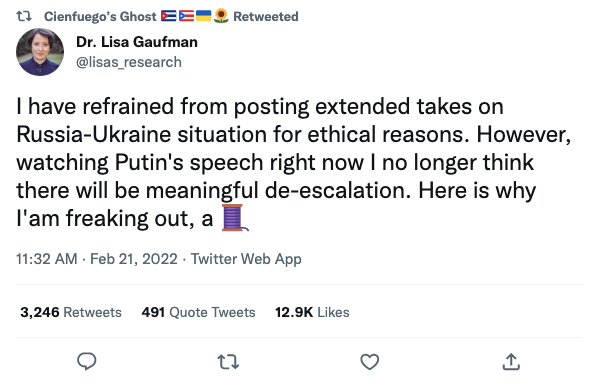 Cienfuego's Ghost 🇨🇺🇵🇷🇺🇦🌻 Retweeted
Dr. Lisa Gaufman
@lisas_research
I have refrained from posting extended takes on
Russia-Ukraine situation for ethical reasons. However,
watching Putin's speech right now I no longer think
there will be meaningful de-escalation. Here is why
I'am freaking out, a 🧵
11:32 AM · Feb 21, 2022 · Twitter Web App
3,246 Retweets 491 Quote Tweets 12.9K Likes